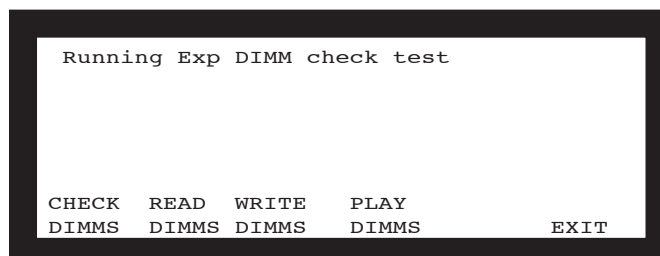 Running Exp DIMM check test
CHECK READ WRITE PLAY
DIMMS DIMMS DIMMS DIMMS EXIT